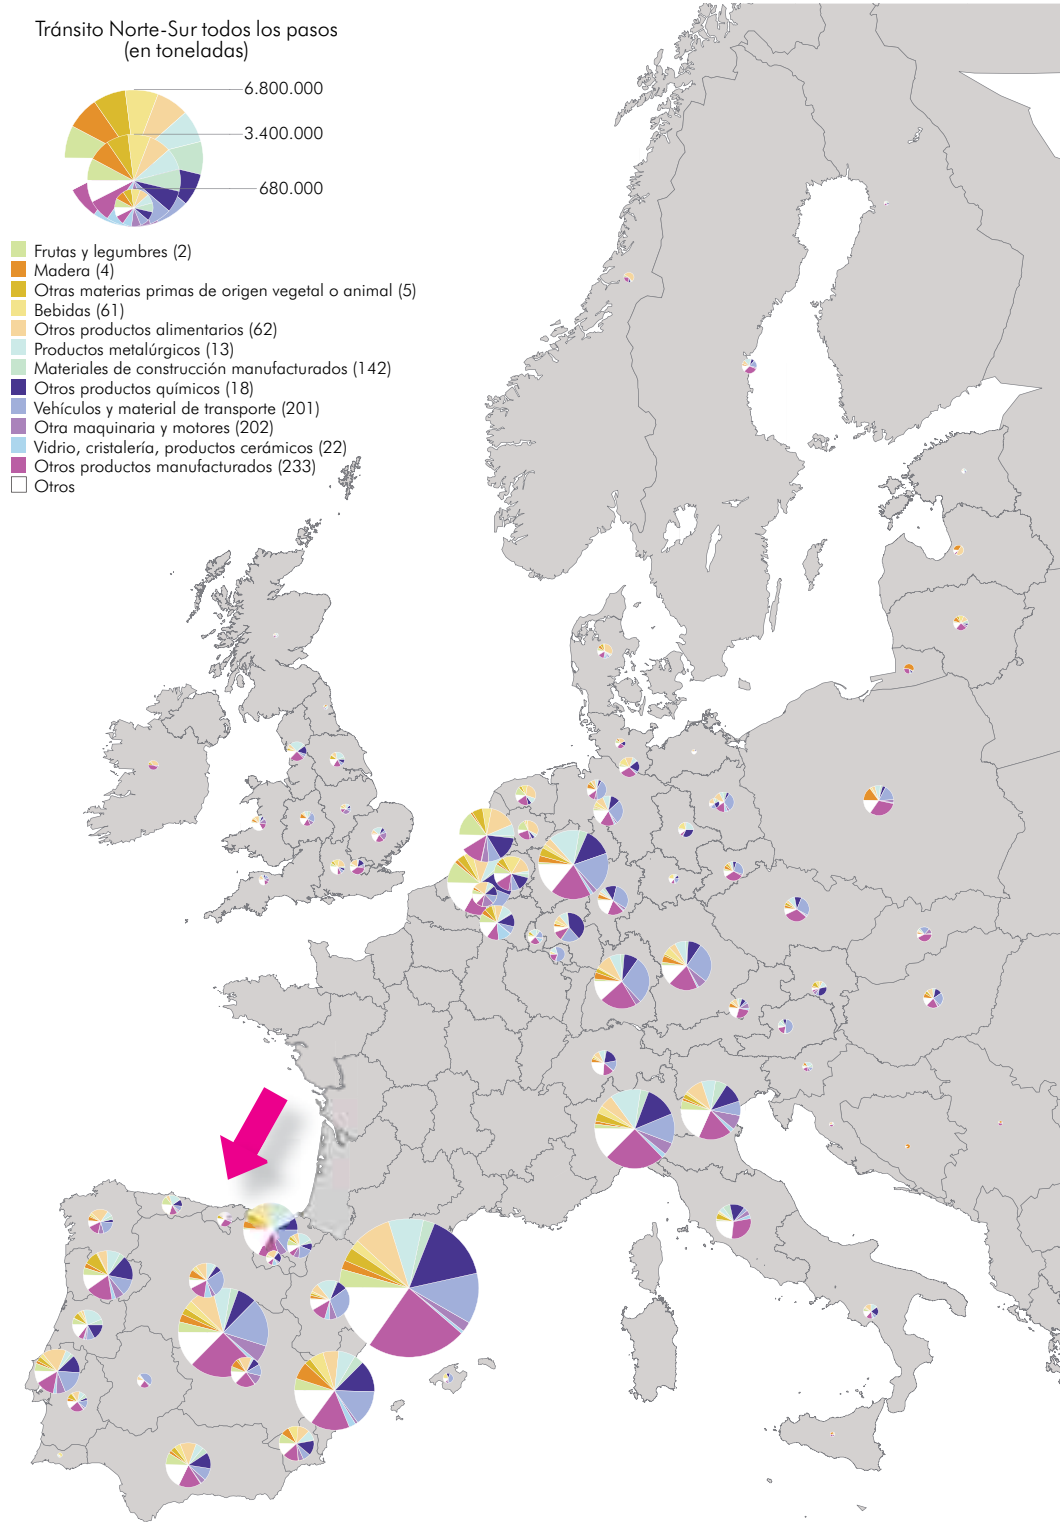 Tránsito Norte-Sur todos los pasos
(en toneladas)
6.800.000
3.400.000
680.000
Frutas y legumbres (2)
Madera (4)
Otras materias primas de origen vegetal o animal (5)
Bebidas (61)
Otros productos alimentarios (62)
Productos metalúrgicos (13)
Materiales de construcción manufacturados (142)
Otros productos químicos (18)
Vehículos y material de transporte (201)
Otra maquinaria y motores (202)
Vidrio, cristalería, productos cerámicos (22)
Otros productos manufacturados (233)
Otros